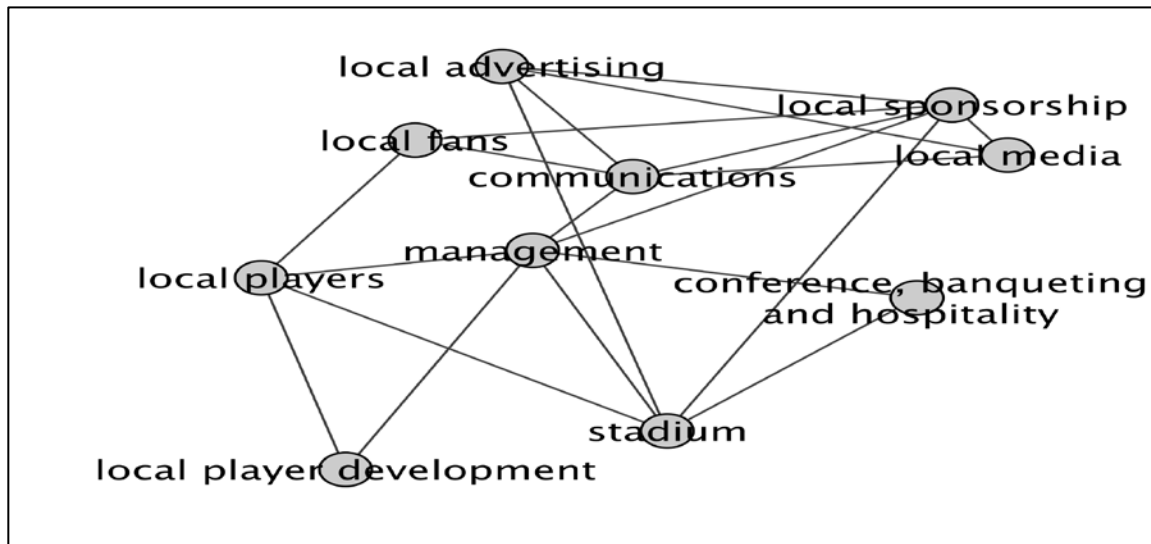 local advertising
local sponsorship
local fans
local media
communications
management
local players
conference, banqueting
and hospitality
stadium
local player development